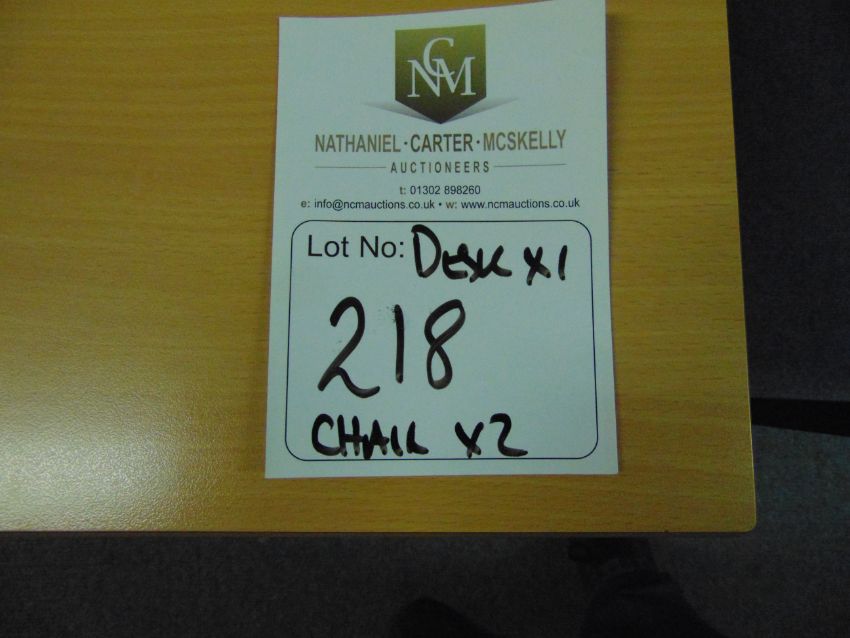 NCM
NATHANIEL · CARTER · MCSKELLY
AUCTIONEERS
t: 01302 898260
e: info@ncmauctions.co.uk • w: www.ncmauctions.co.uk
Lot No: DESK x1
218
CHAIR x2